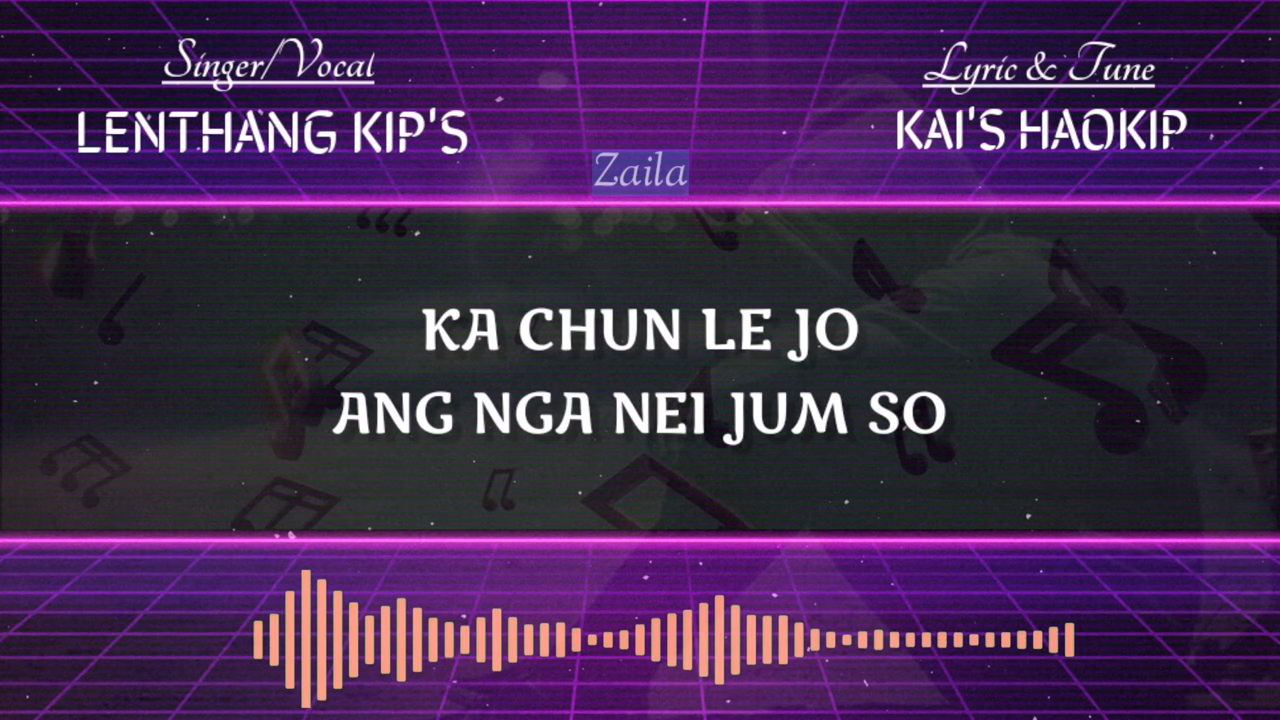 Singer/Vocal
LENTHANG KIP'S
Lyric & Tune
KAI'S HAOKIP
Zaila
KA CHUN LE JO
ANG NGA NEI JUM SO